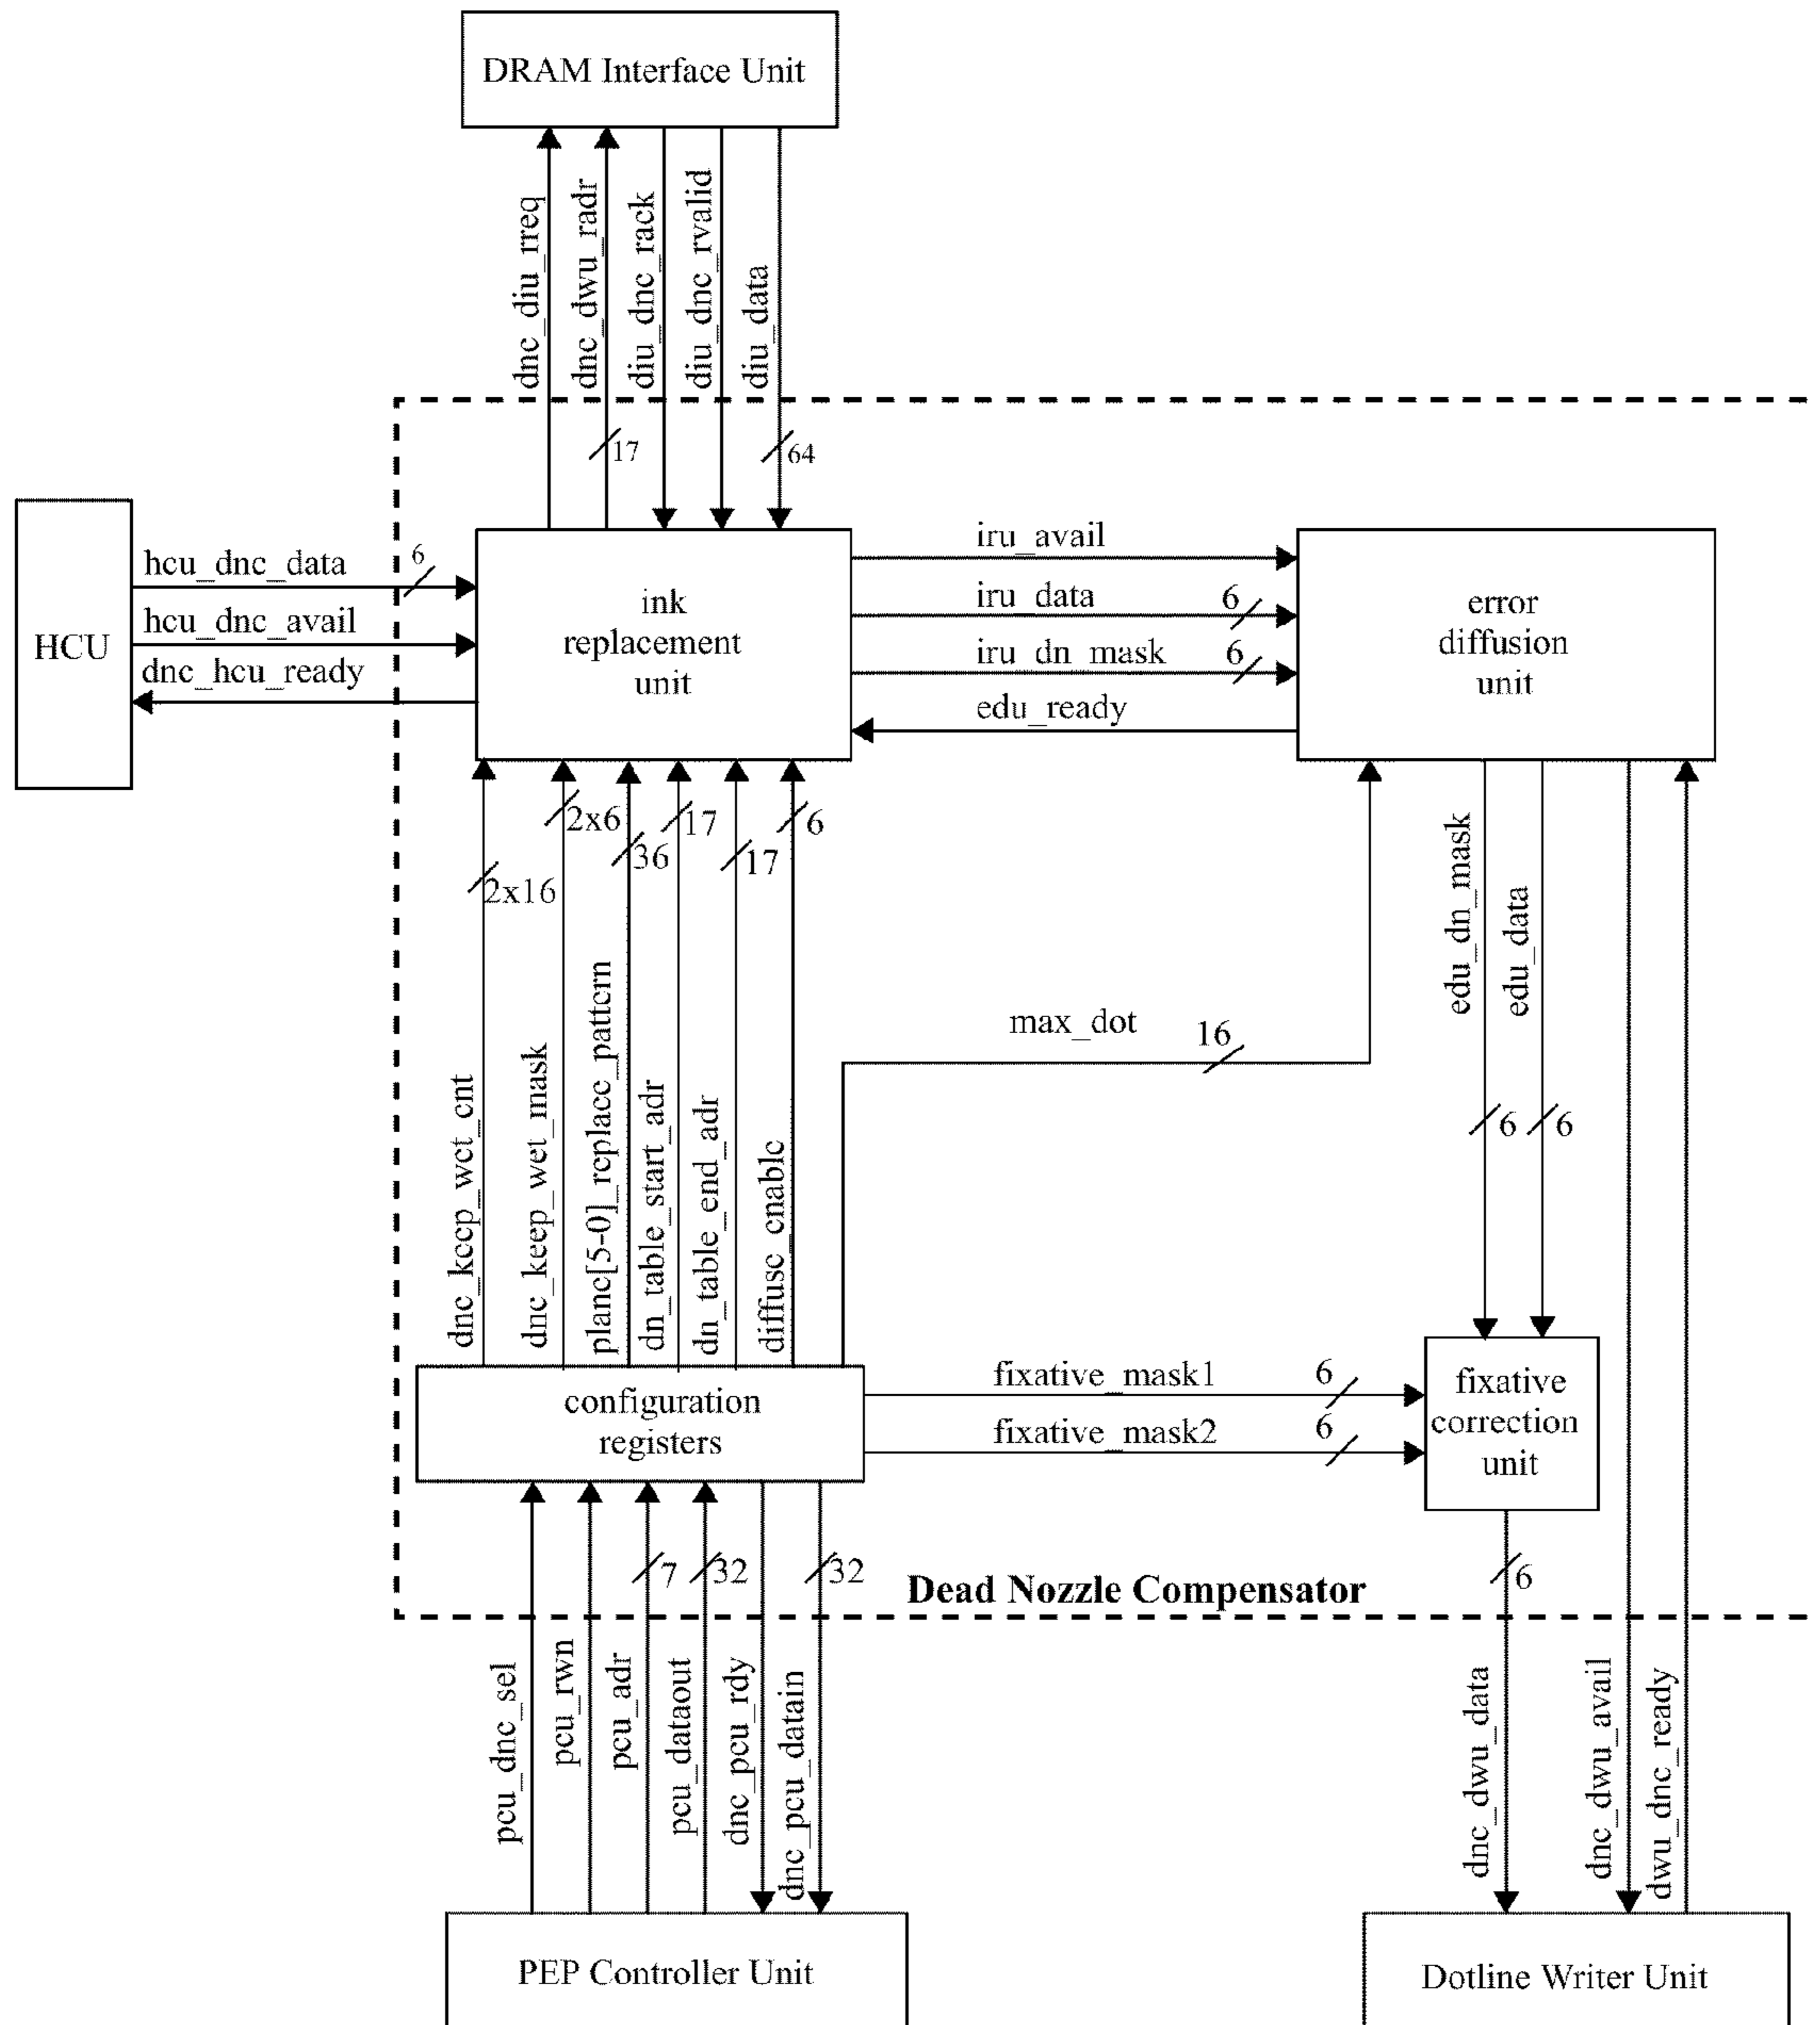 DRAM Interface Unit
dnc_diu_rreq
dnc_dwu_radr
diu_dnc_rack
diu_dnc_rvalid
diu_data
17
64
HCU
hcu_dnc_data
6
hcu_dnc_avail
dnc_hcu_ready
ink
replacement
unit
iru_avail
iru_data
6
iru_dn_mask
6
edu_ready
error
diffusion
unit
2x16
2x6
36
17
17
6
dnc_keep_wet_cnt
dnc_keep_wet_mask
plane[5-0]_replace_pattern
dn_table_start_adr
dn_table_end_adr
diffuse_enable
max_dot
16
edu_dn_mask
edu_data
6
6
configuration
registers
fixative_mask1
6
fixative_mask2
6
fixative
correction
unit
7
32
32
Dead Nozzle Compensator
6
pcu_dnc_sel
pcu_rwn
pcu_adr
pcu_dataout
dnc_pcu_rdy
dnc_pcu_datain
dnc_dwu_data
dnc_dwu_avail
dwu_dnc_ready
PEP Controller Unit
Dotline Writer Unit